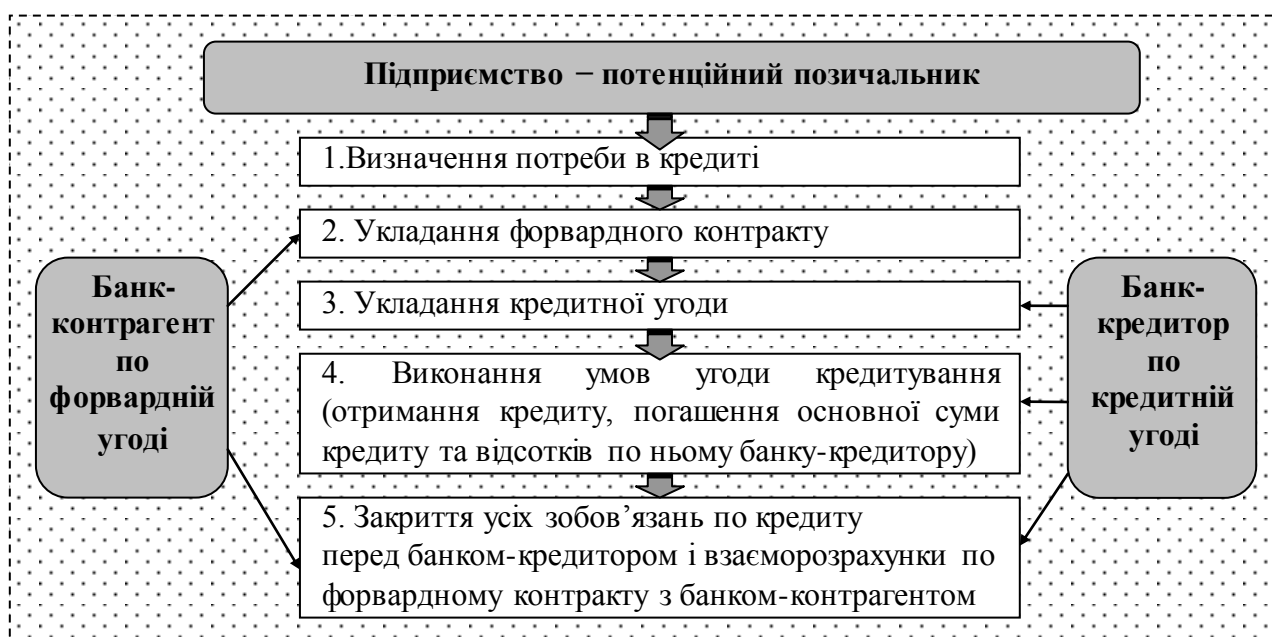 Підприємство − потенційний позичальник
1.Визначення потреби в кредиті
2. Укладання форвардного контракту
3. Укладання кредитної угоди
4. Виконання умов угоди кредитування
(отримання кредиту, погашення основної суми
кредиту та відсотків по ньому банку-кредитору)
5. Закриття усіх зобов’язань по кредиту
перед банком-кредитором і взаєморозрахунки по
форвардному контракту з банком-контрагентом
Банк-
контрагент
по
форвардній
угоді
Банк-
кредитор
по
кредитній
угоді